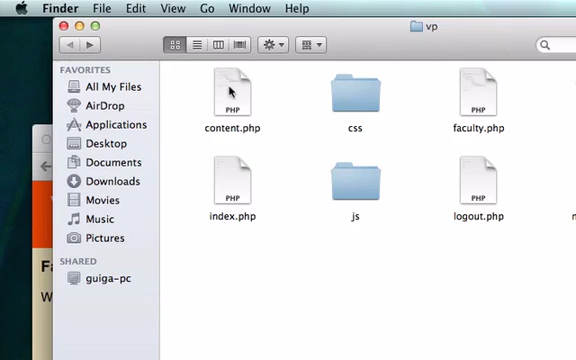 Finder File Edit View Go Window Help
vp
FAVORITES
All My Files
AirDrop
Applications
Desktop
Documents
Downloads
Movies
Music
Pictures
SHARED
guiga-pc
PHP PHP
content.php css faculty.php
PHP PHP
index.php js logout.php